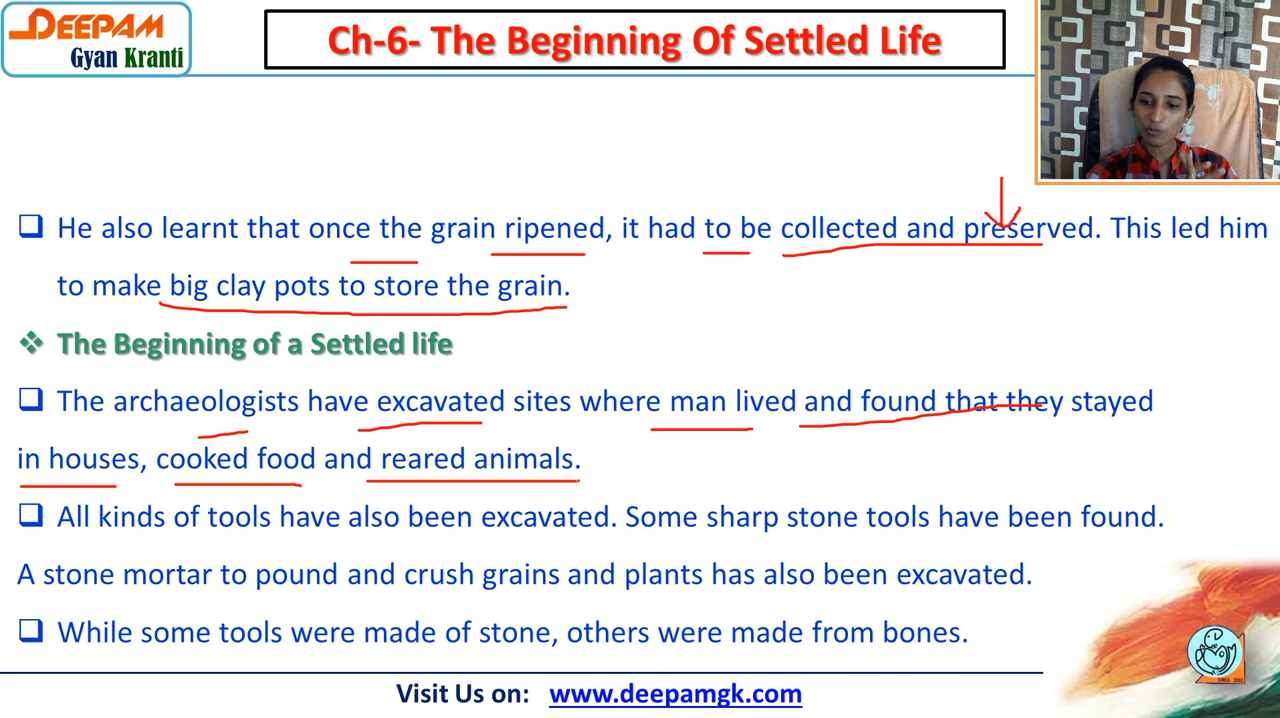 DEEPAM
Gyan Kranti
Ch-6- The Beginning Of Settled Life
He also learnt that once the grain ripened, it had to be collected and preserved. This led him
to make big clay pots to store the grain.
The Beginning of a Settled life
The archaeologists have excavated sites where man lived and found that they stayed
in houses, cooked food and reared animals.
All kinds of tools have also been excavated. Some sharp stone tools have been found.
A stone mortar to pound and crush grains and plants has also been excavated.
While some tools were made of stone, others were made from bones.
SINCE 2001
Visit Us on: www.deepamgk.com